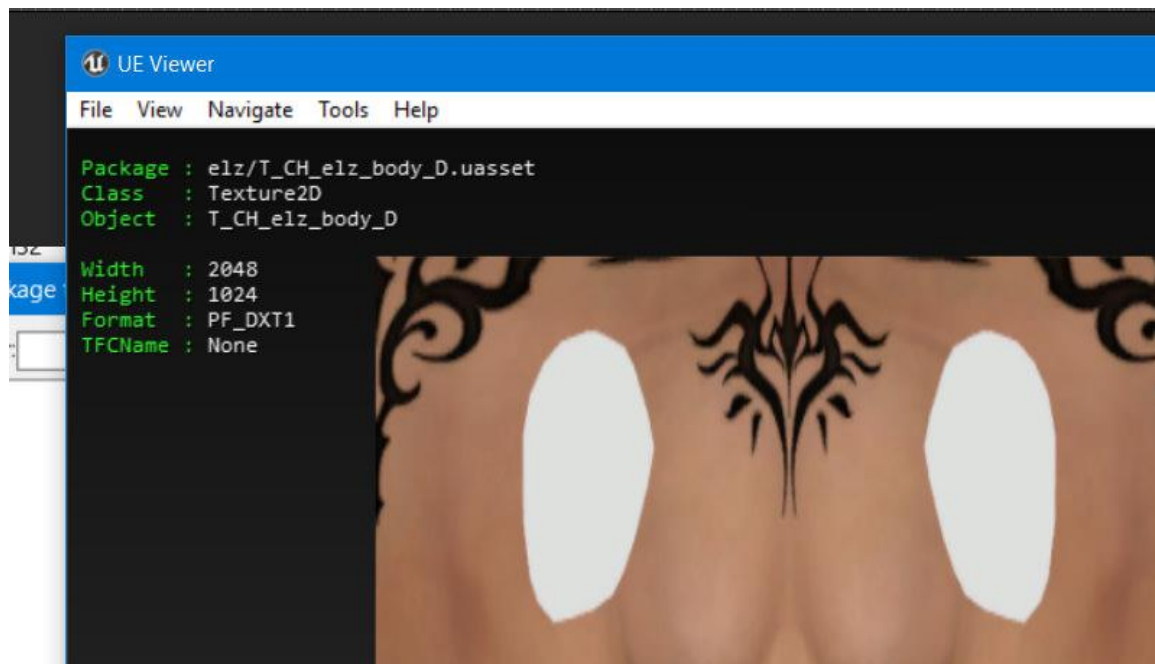 UE Viewer
File View Navigate Tools Help
Package : elz/T_CH_elz_body_D.uasset
Class : Texture2D
Object : T_CH_elz_body_D
Width : 2048
Height : 1024
Format : PF_DXT1
TFCName : None
kage